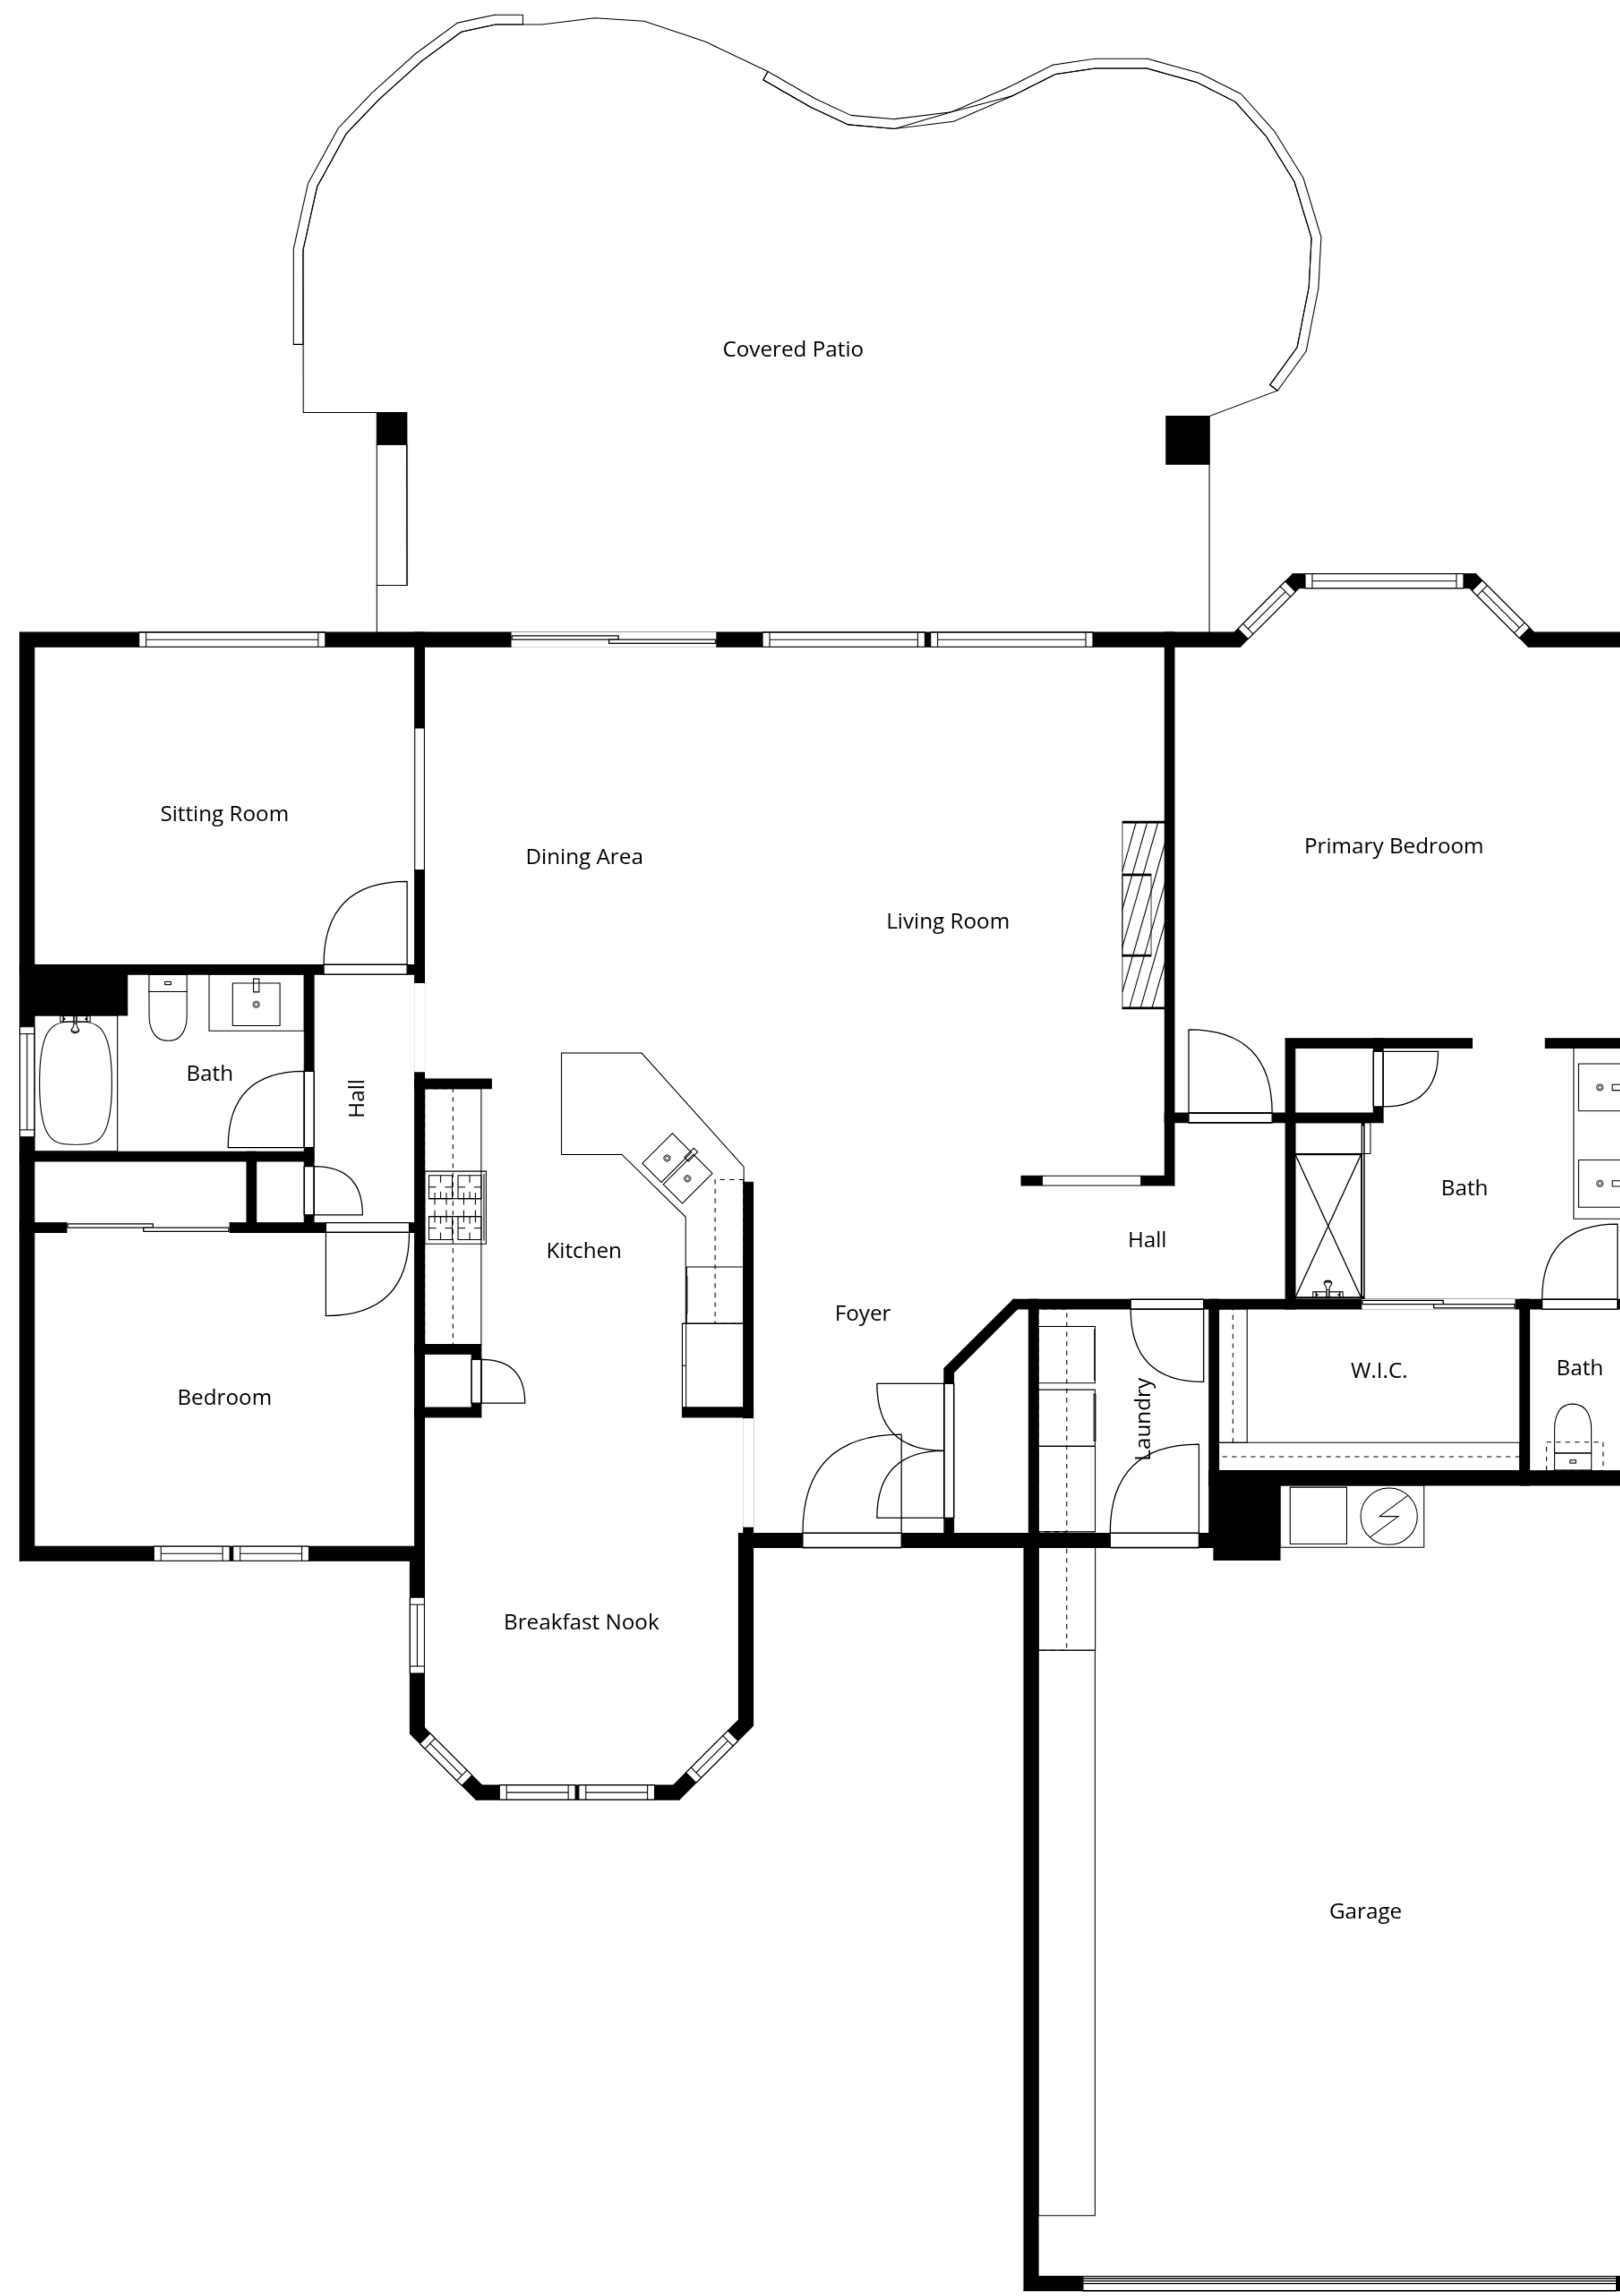 Covered Patio
Sitting Room
Dining Area
Living Room
Primary Bedroom
Bath
Hall
Bath
Kitchen
Hall
Foyer
Bedroom
Laundry
W.I.C.
Bath
Breakfast Nook
Garage